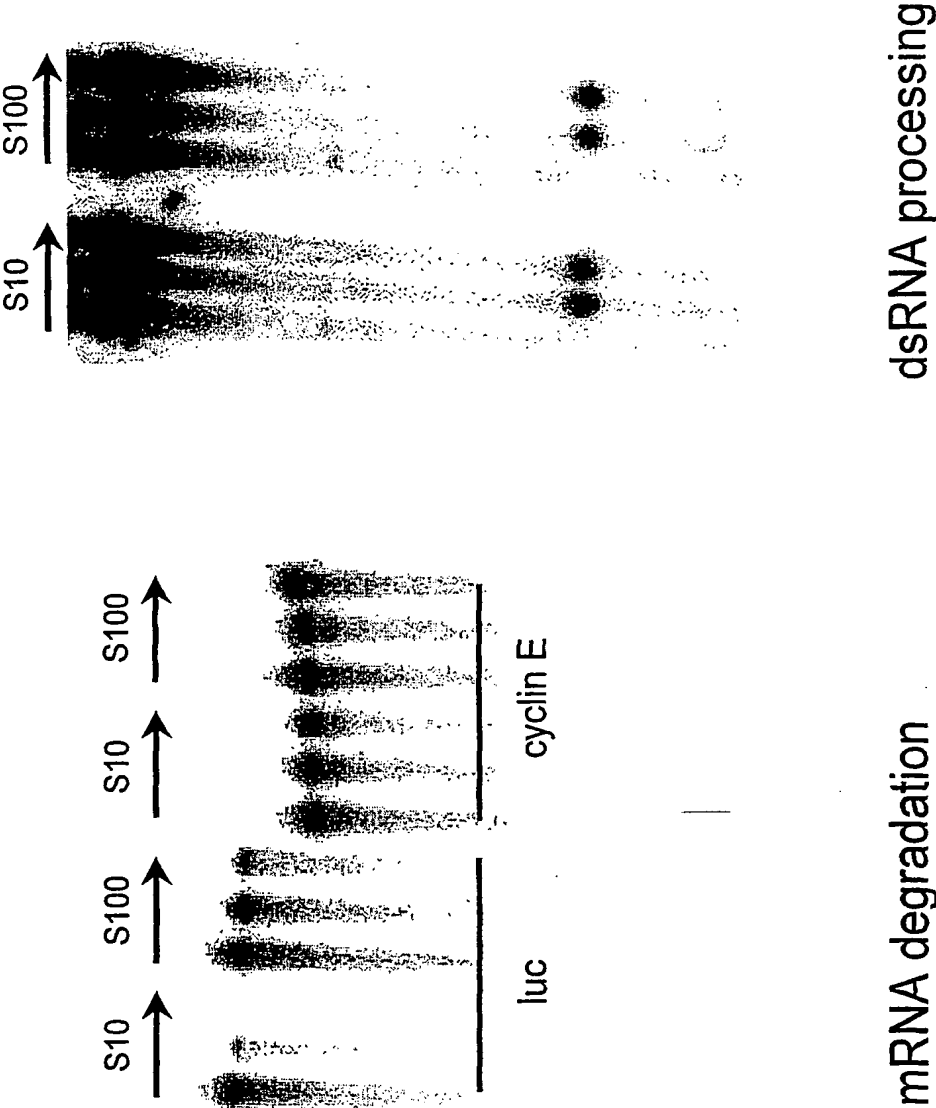 S10
S100
S10
S100
luc
cyclin E
mRNA degradation
S10
S100
dsRNA processing